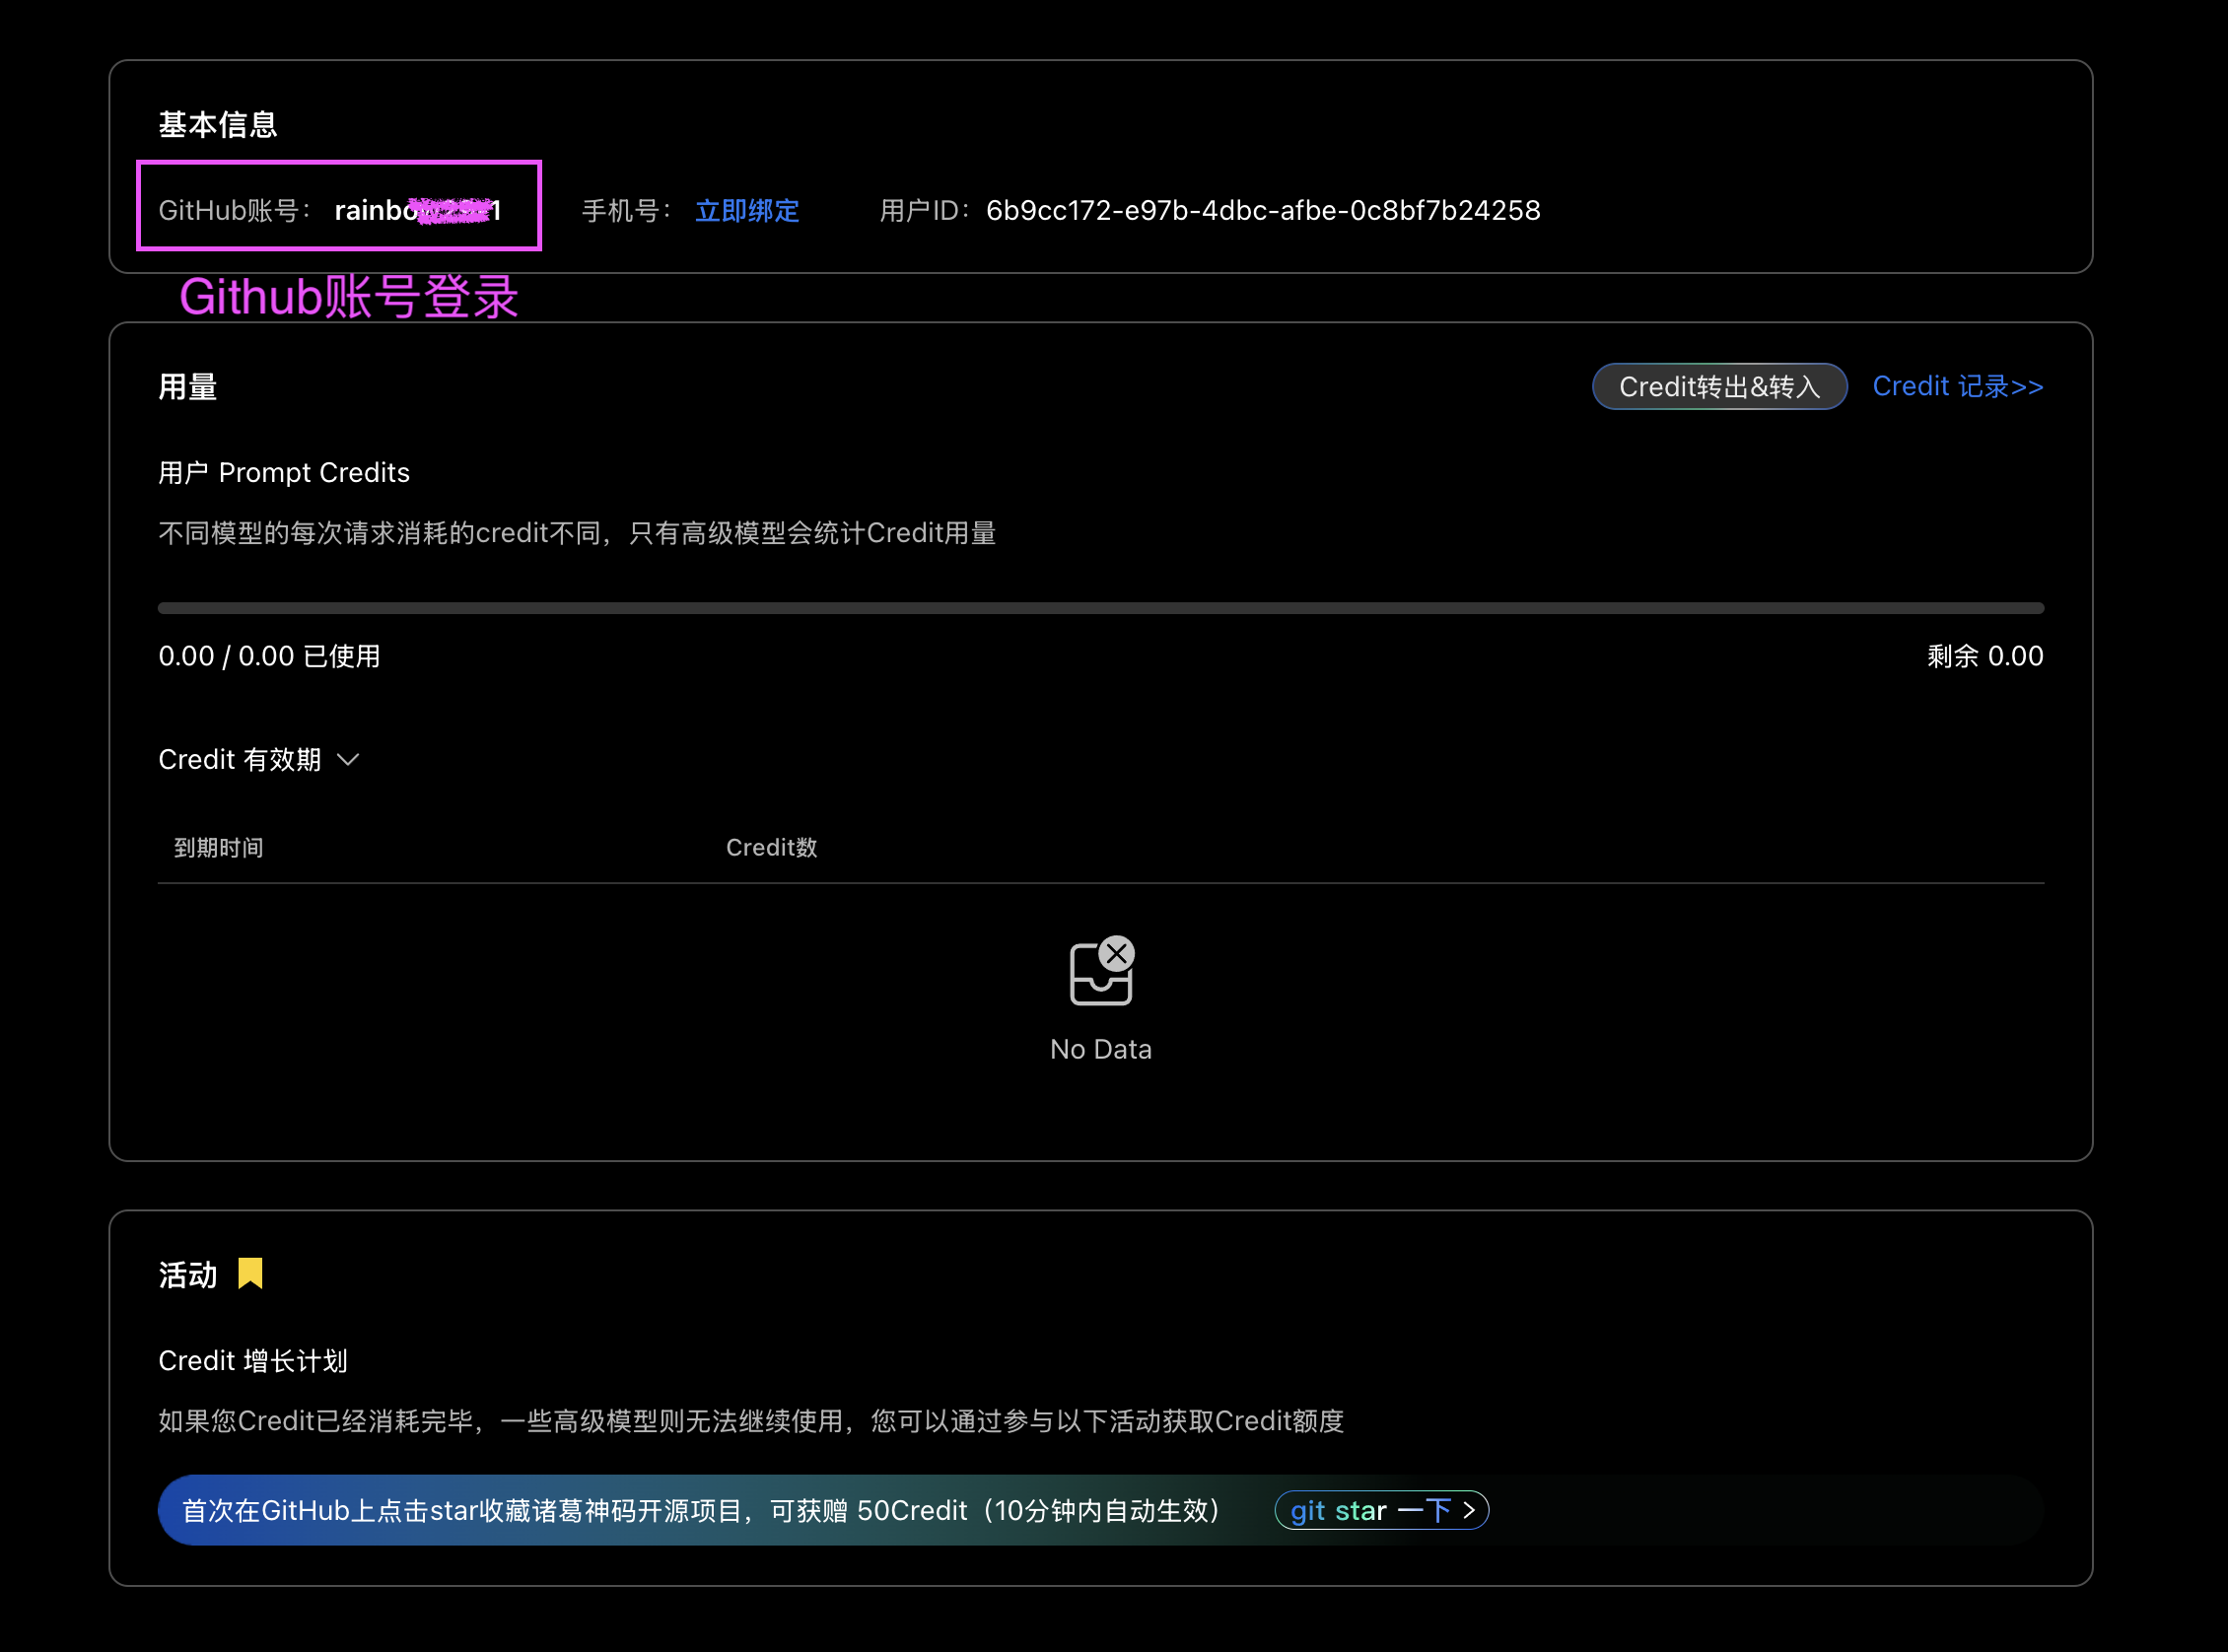 基本信息
GitHub账号： 手机号： 立即绑定 用户ID： 6b9cc172-e97b-4dbc-afbe-0c8bf7b24258
Github账号登录
用量 Credit转出&转入 Credit 记录>>
用户 Prompt Credits
不同模型的每次请求消耗的credit不同，只有高级模型会统计Credit用量
0.00 / 0.00 已使用 剩余 0.00
Credit 有效期
到期时间 Credit数
No Data
活动
Credit 增长计划
如果您Credit已经消耗完毕，一些高级模型则无法继续使用，您可以通过参与以下活动获取Credit额度
首次在GitHub上点击star收藏诸葛神码开源项目，可获赠 50Credit（10分钟内自动生效） git star 一下 >